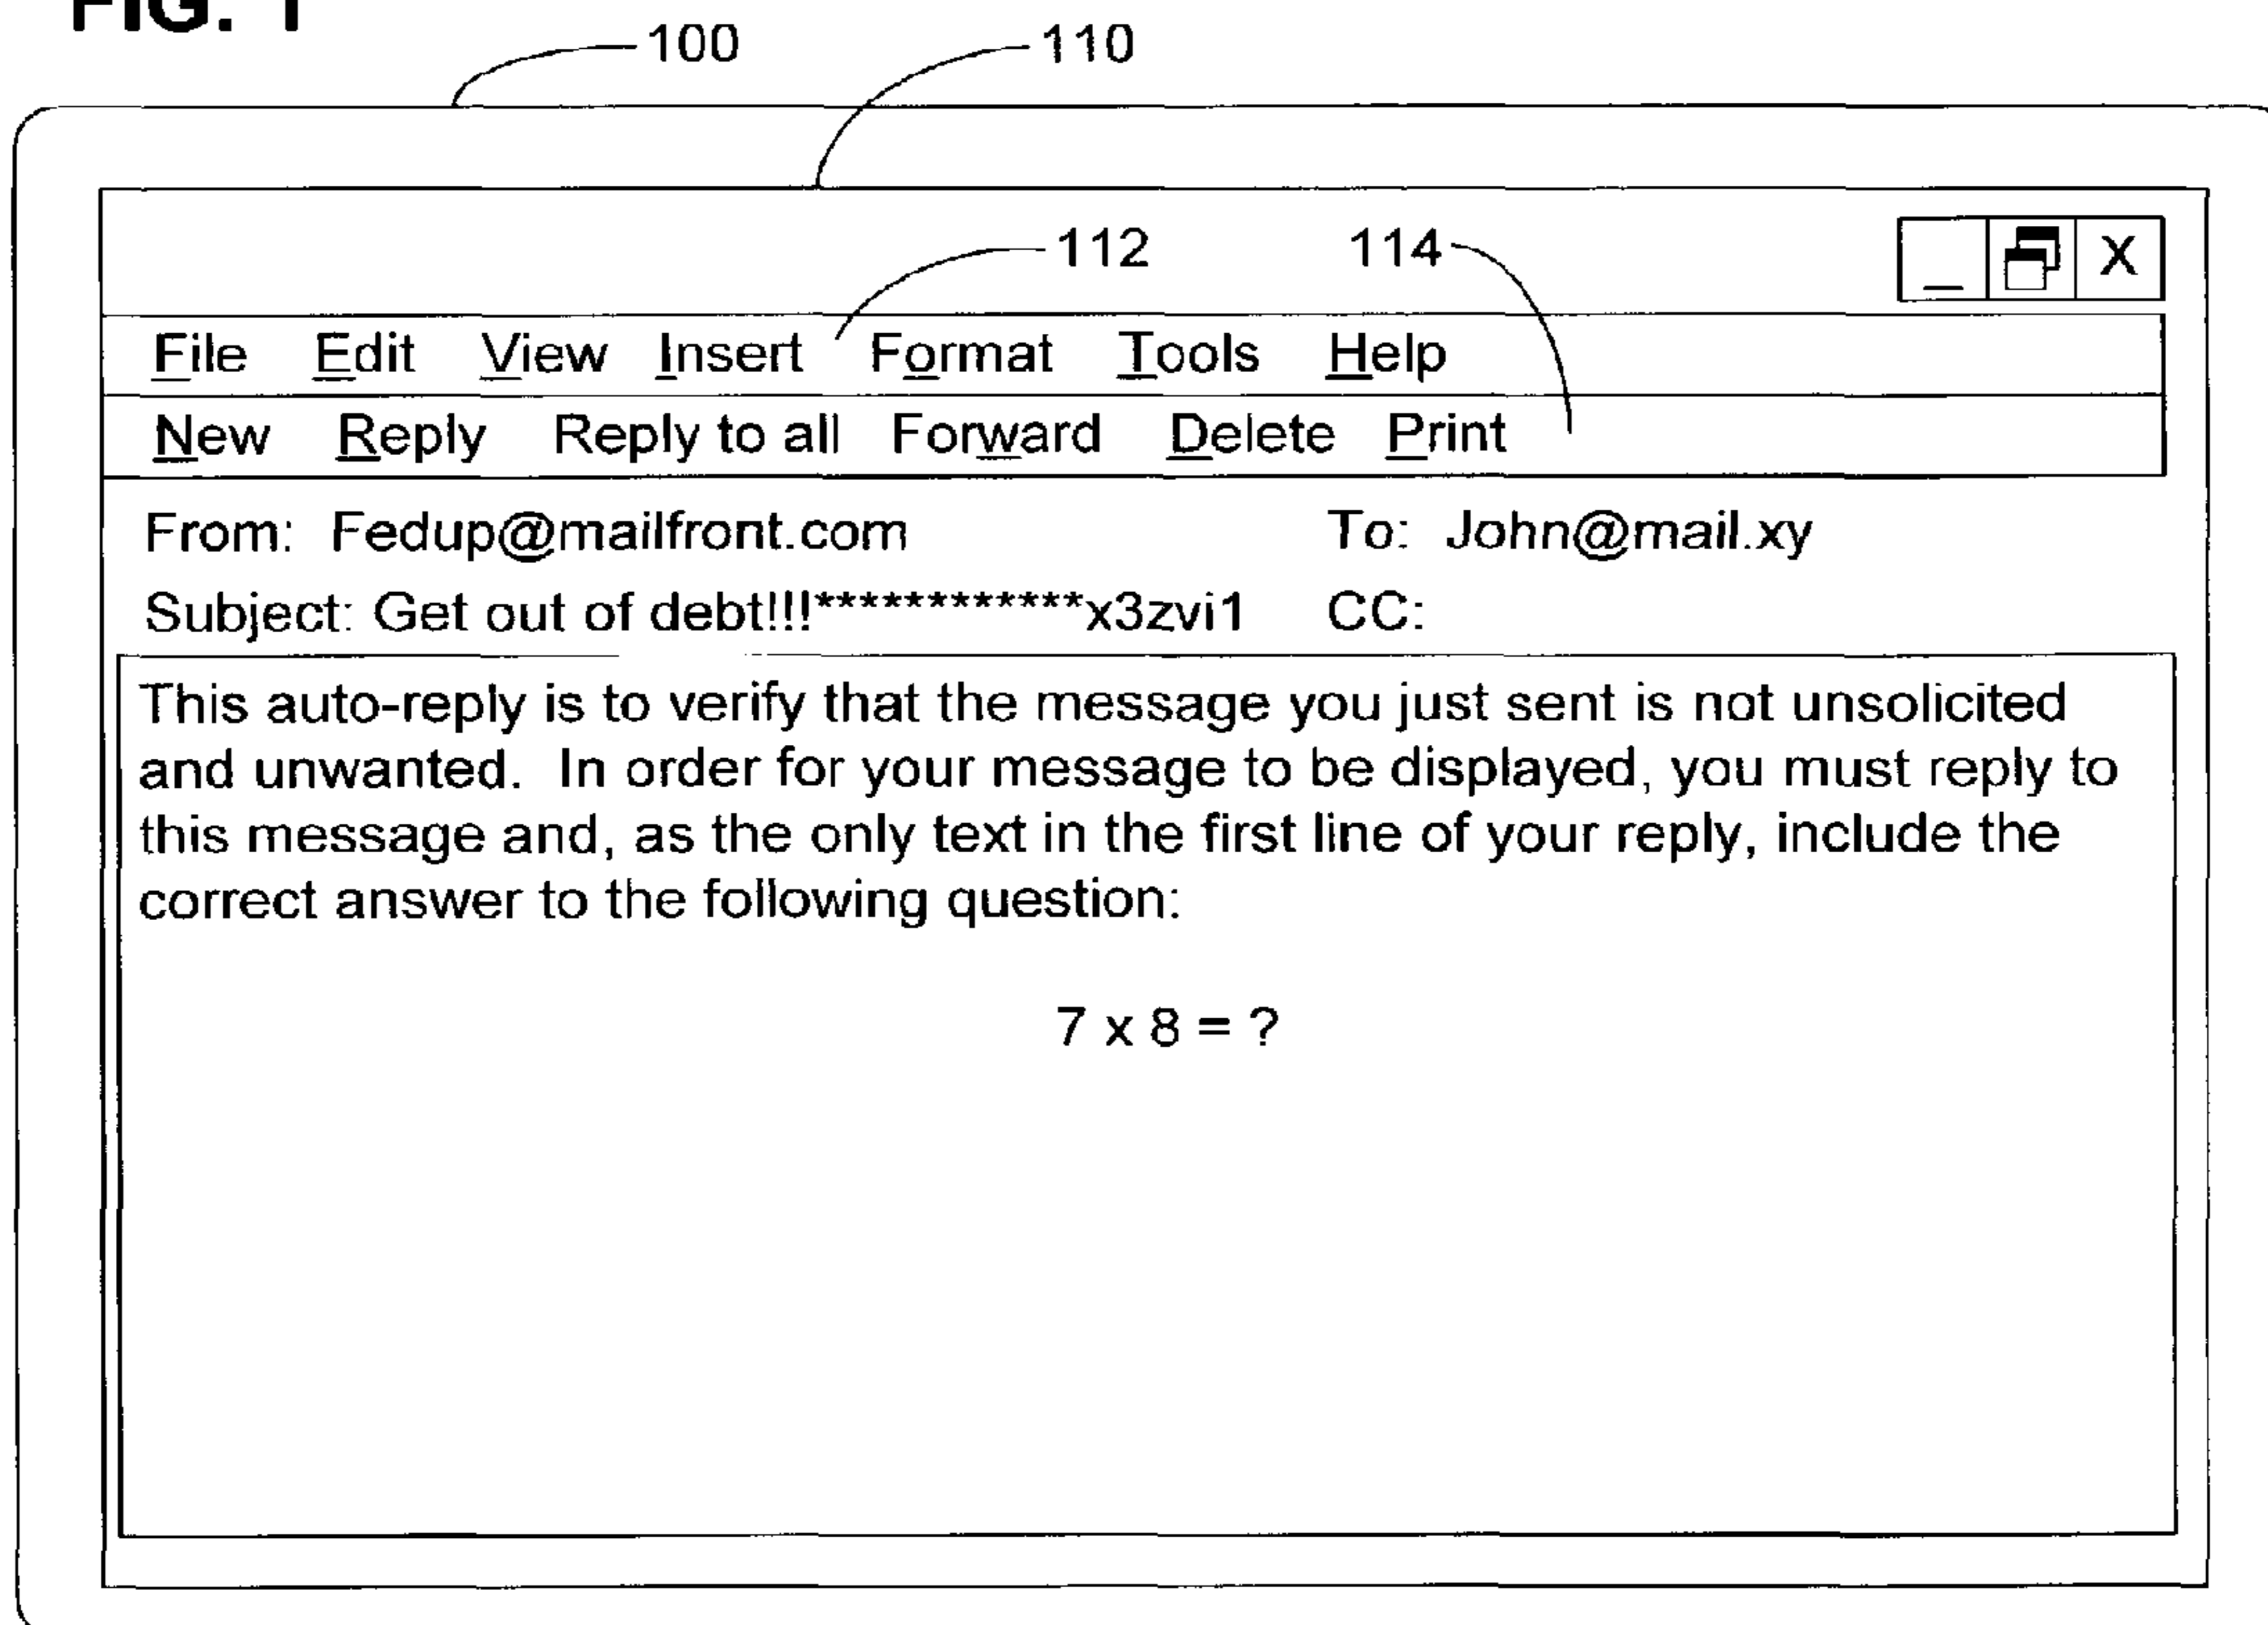 FIG. 1
100
110
112
114
_ X
File Edit View Insert Format Tools Help
New Reply Reply to all Forward Delete Print
From: Fedup@mailfront.com To: John@mail.xy
Subject: Get out of debt!!!************x3zvi1 CC:
This auto-reply is to verify that the message you just sent is not unsolicited
and unwanted. In order for your message to be displayed, you must reply to
this message and, as the only text in the first line of your reply, include the
correct answer to the following question:
7 x 8 = ?